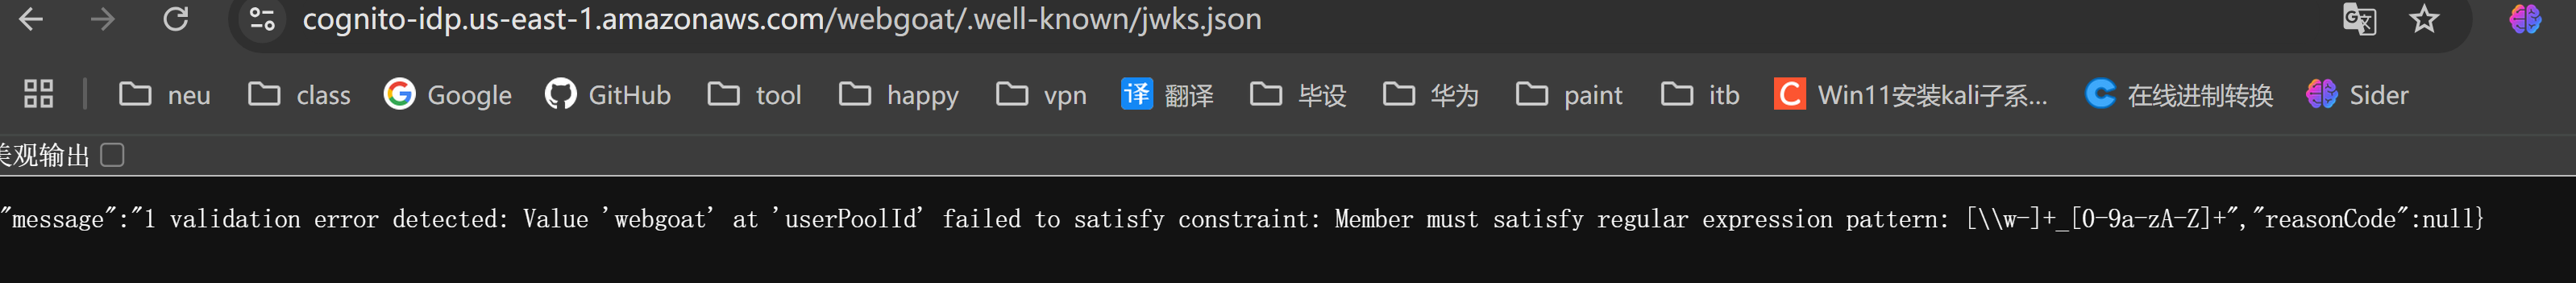 cognito-idp.us-east-1.amazonaws.com/webgoat/.well-known/jwks.json
neu class Google GitHub tool happy vpn 译 翻译 毕设 华为 paint itb Win11安装kali子系... 在线进制转换 Sider
美观输出
"message":"1 validation error detected: Value 'webgoat' at 'userPoolId' failed to satisfy constraint: Member must satisfy regular expression pattern: [\\w-]+_[0-9a-zA-Z]+","reasonCode":null}